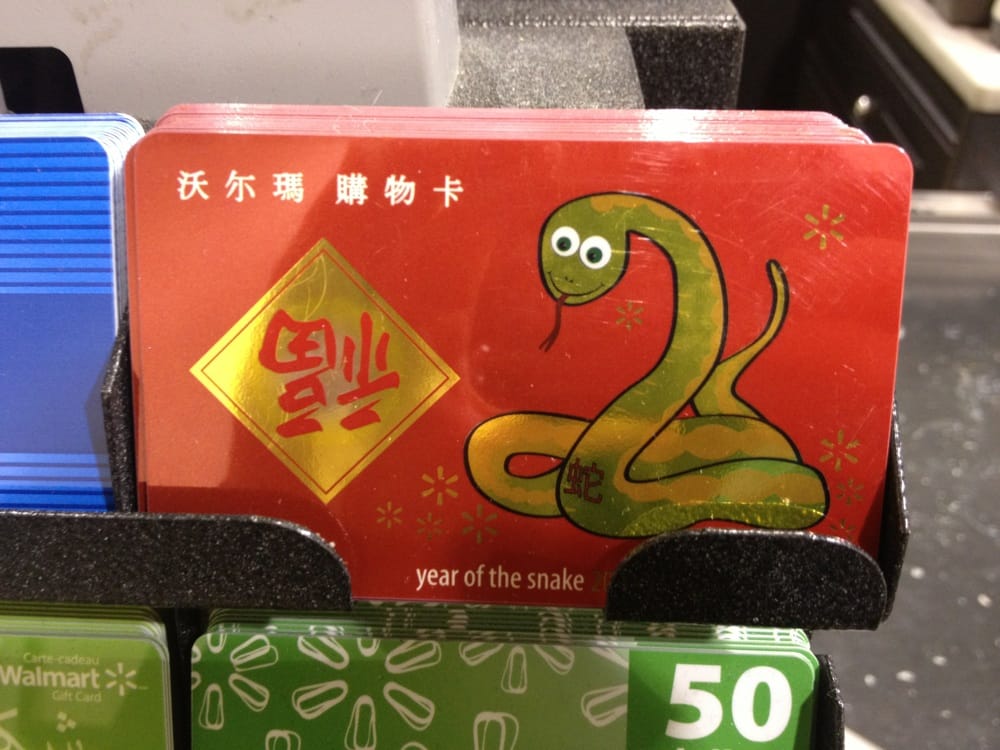 沃尔瑪 購物卡
福
蛇
year of the snake
Carte-cadeau
Walmart
Gift Card
50